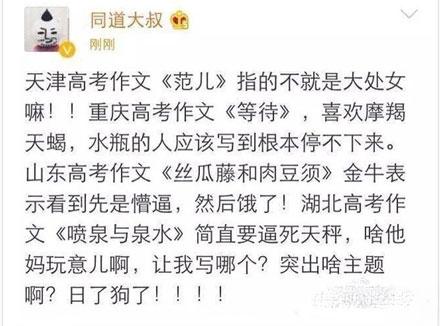 同道大叔
刚刚
天津高考作文《范儿》指的不就是大处女
嘛！！重庆高考作文《等待》，喜欢摩羯
天蝎，水瓶的人应该写到根本停不下来。
山东高考作文《丝瓜藤和肉豆须》金牛表
示看到先是懵逼，然后饿了！湖北高考作
文《喷泉与泉水》简直要逼死天秤，啥他
妈玩意儿啊，让我写哪个？突出啥主题
啊？日了狗了！！！！